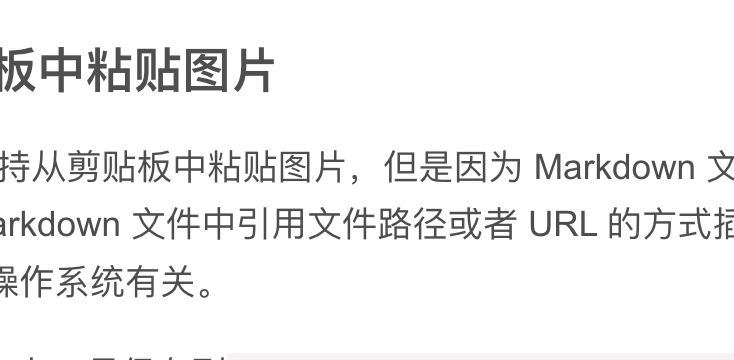 板中粘贴图片
持从剪贴板中粘贴图片，但是因为 Markdown 文
arkdown 文件中引用文件路径或者 URL 的方式插
操作系统有关。